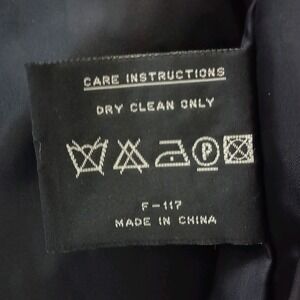 CARE INSTRUCTIONS
DRY CLEAN ONLY
P
F-117
MADE IN CHINA